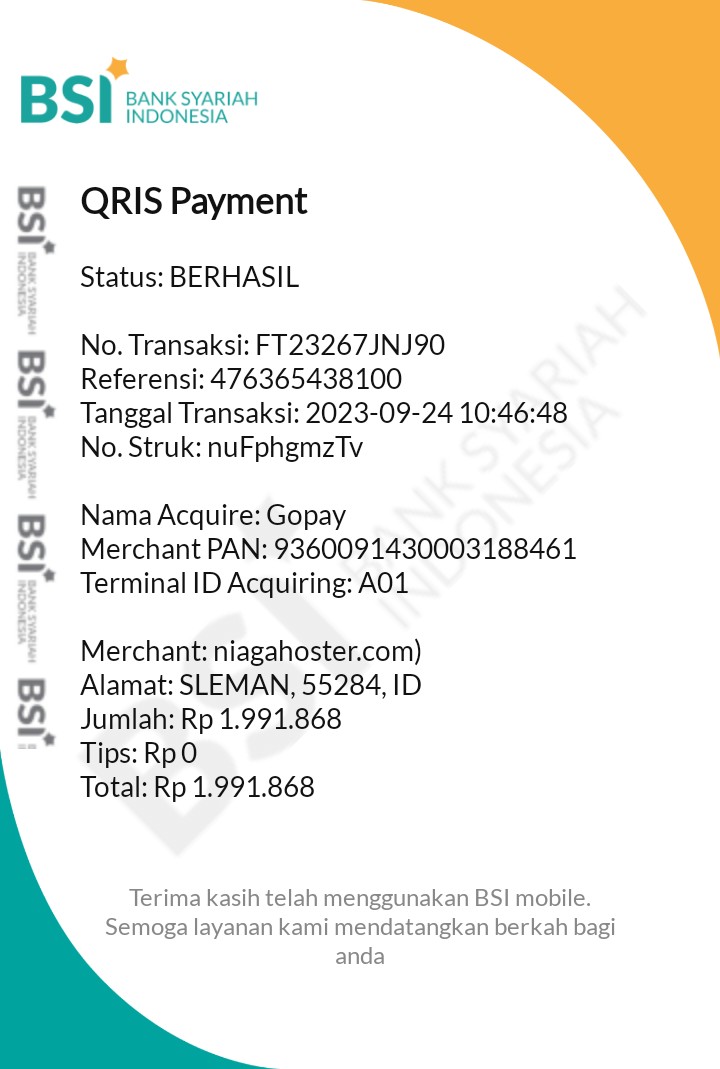 BSI BANK SYARIAH
INDONESIA
QRIS Payment
Status: BERHASIL
No. Transaksi: FT23267JNJ90
Referensi: 476365438100
Tanggal Transaksi: 2023-09-24 10:46:48
No. Struk: nuFphgmzTv
Nama Acquire: Gopay
Merchant PAN: 9360091430003188461
Terminal ID Acquiring: A01
Merchant: niagahoster.com)
Alamat: SLEMAN, 55284, ID
Jumlah: Rp 1.991.868
Tips: Rp 0
Total: Rp 1.991.868
Terima kasih telah menggunakan BSI mobile.
Semoga layanan kami mendatangkan berkah bagi
anda
BSI BANK SYARIAH
INDONESIA
BSI BANK SYARIAH
INDONESIA
BSI BANK SYARIAH
INDONESIA
BSI
BSI BANK SYARIAH
INDONESIA